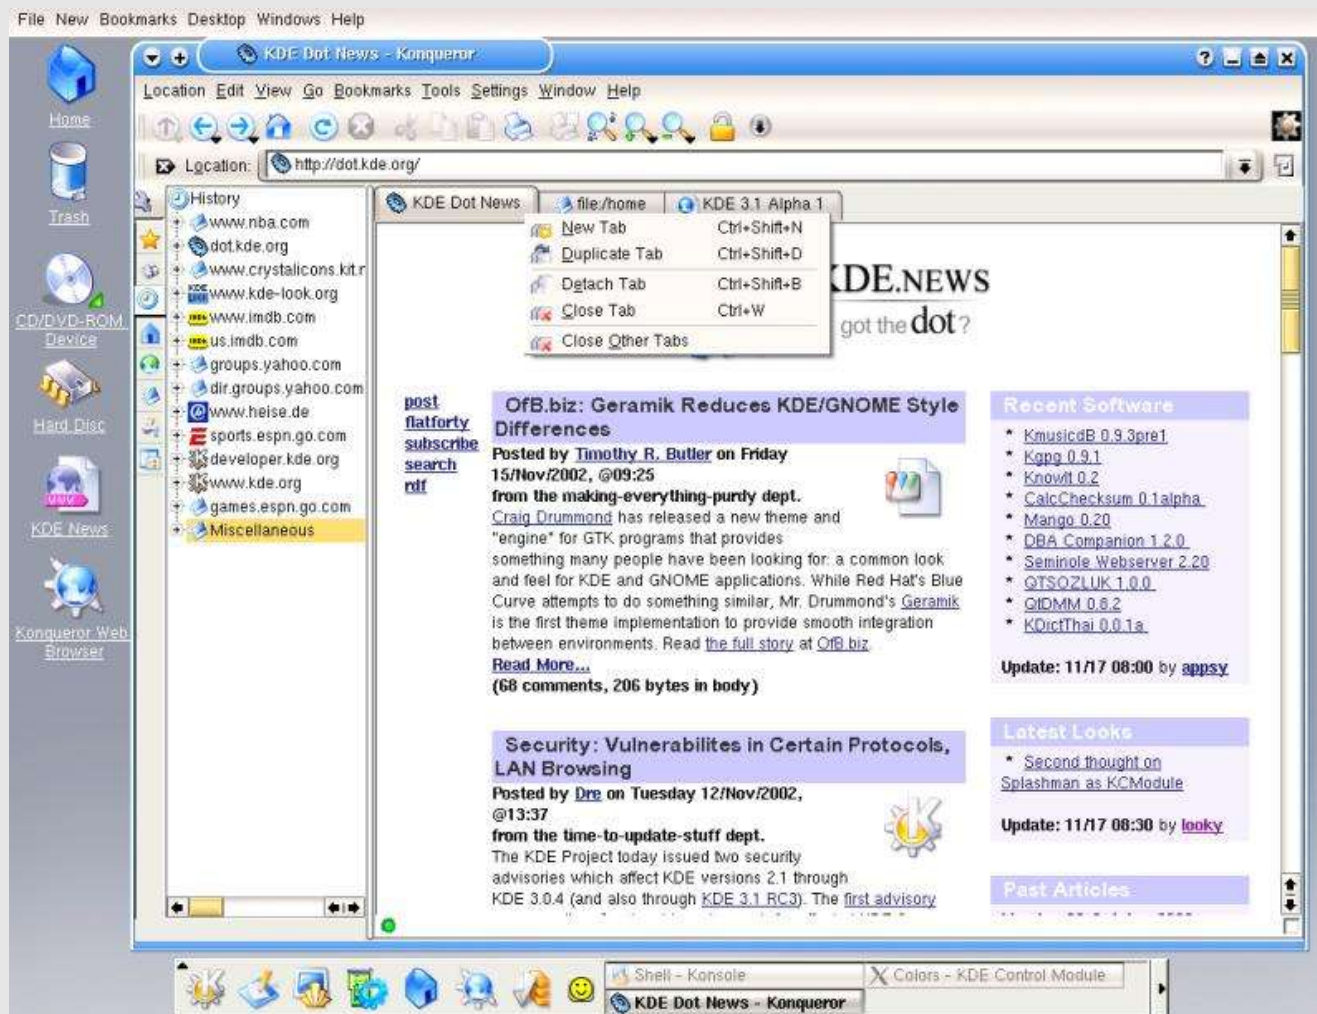 File New Bookmarks Desktop Windows Help
KDE Dot News - Konqueror
Location Edit View Go Bookmarks Tools Settings Window Help
Location: http://dot.kde.org/
Home
Trash
CD/DVD-ROM
Device
Hard Disc
KDE News
Konqueror Web
Browser
History
www.nba.com
dot.kde.org
www.crystalicons.kit.r
www.kde-look.org
www.imdb.com
us.imdb.com
groups.yahoo.com
dir.groups.yahoo.com
www.heise.de
sports.espn.go.com
developer.kde.org
www.kde.org
games.espn.go.com
Miscellaneous
KDE Dot News file:/home KDE 3.1 Alpha 1
New Tab Ctrl+Shift+N
Duplicate Tab Ctrl+Shift+D
Detach Tab Ctrl+Shift+B
Close Tab Ctrl+W
Close Other Tabs
KDE.NEWS
got the dot?
post
flatforty
subscribe
search
rdf
OfB.biz: Geramik Reduces KDE/GNOME Style
Differences
Posted by Timothy R. Butler on Friday
15/Nov/2002, @09:25
from the making-everything-purdy dept.
Craig Drummond has released a new theme and
"engine" for GTK programs that provides
something many people have been looking for: a common look
and feel for KDE and GNOME applications. While Red Hat's Blue
Curve attempts to do something similar, Mr. Drummond's Geramik
is the first theme implementation to provide smooth integration
between environments. Read the full story at OfB.biz.
Read More...
(68 comments, 206 bytes in body)
Security: Vulnerabilites in Certain Protocols,
LAN Browsing
Posted by Dre on Tuesday 12/Nov/2002,
@13:37
from the time-to-update-stuff dept.
The KDE Project today issued two security
advisories which affect KDE versions 2.1 through
KDE 3.0.4 (and also through KDE 3.1 RC3). The first advisory
Recent Software
* KmusicdB 0.9.3pre1
* Kgpg 0.9.1
* Knowit 0.2
* CalcChecksum 0.1alpha
* Mango 0.20
* DBA Companion 1.2.0
* Seminole Webserver 2.20
* QTSOZLUK 1.0.0
* QtDMM 0.6.2
* KDictThai 0.0.1a
Update: 11/17 08:00 by appsy
Latest Looks
* Second thought on
Splashman as KCModule
Update: 11/17 08:30 by looky
Past Articles
Shell - Konsole
Colors - KDE Control Module
KDE Dot News - Konqueror